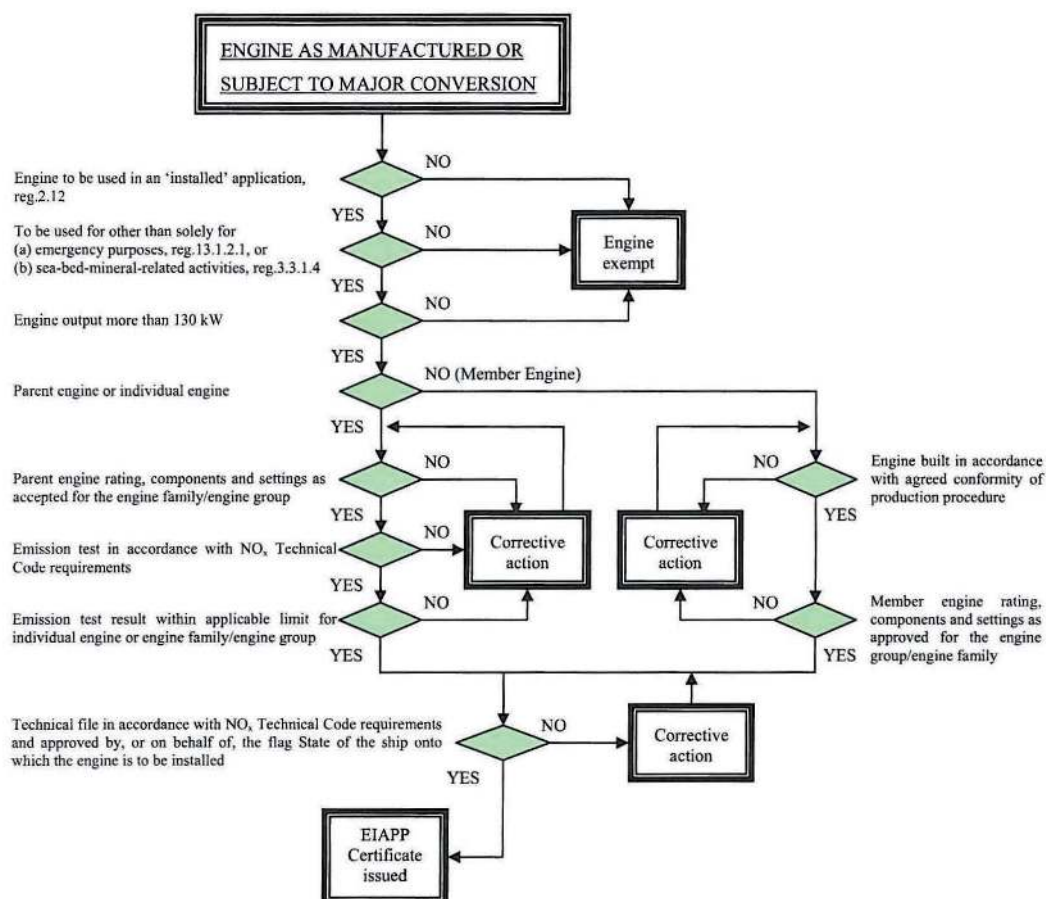 ENGINE AS MANUFACTURED OR
SUBJECT TO MAJOR CONVERSION
NO
Engine to be used in an ‘installed’ application,
reg.2.12
YES
To be used for other than solely for
(a) emergency purposes, reg.13.1.2.1, or
(b) sea-bed-mineral-related activities, reg.3.3.1.4
NO
Engine
exempt
YES
Engine output more than 130 kW
NO
YES
Parent engine or individual engine
NO (Member Engine)
YES
Parent engine rating, components and settings as
accepted for the engine family/engine group
NO
NO
Engine built in accordance
with agreed conformity of
production procedure
YES
YES
Emission test in accordance with NOx Technical
Code requirements
NO
Corrective
action
Corrective
action
YES
Emission test result within applicable limit for
individual engine or engine family/engine group
NO
NO
Member engine rating,
components and settings as
approved for the engine
group/engine family
YES
YES
Technical file in accordance with NOx Technical Code requirements
and approved by, or on behalf of, the flag State of the ship onto
which the engine is to be installed
NO
Corrective
action
YES
EIAPP
Certificate
issued